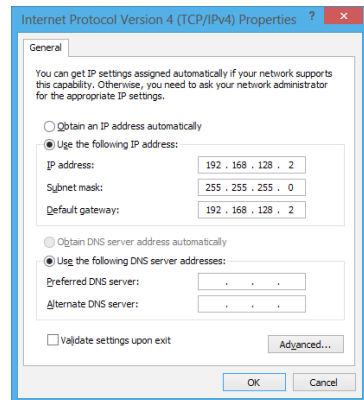 Internet Protocol Version 4 (TCP/IPv4) Properties ? ×
General
You can get IP settings assigned automatically if your network supports
this capability. Otherwise, you need to ask your network administrator
for the appropriate IP settings.
Obtain an IP address automatically
Use the following IP address:
IP address: 192 . 168 . 128 . 2
Subnet mask: 255 . 255 . 255 . 0
Default gateway: 192 . 168 . 128 . 2
Obtain DNS server address automatically
Use the following DNS server addresses:
Preferred DNS server: . . .
Alternate DNS server: . . .
Validate settings upon exit
Advanced...
OK Cancel